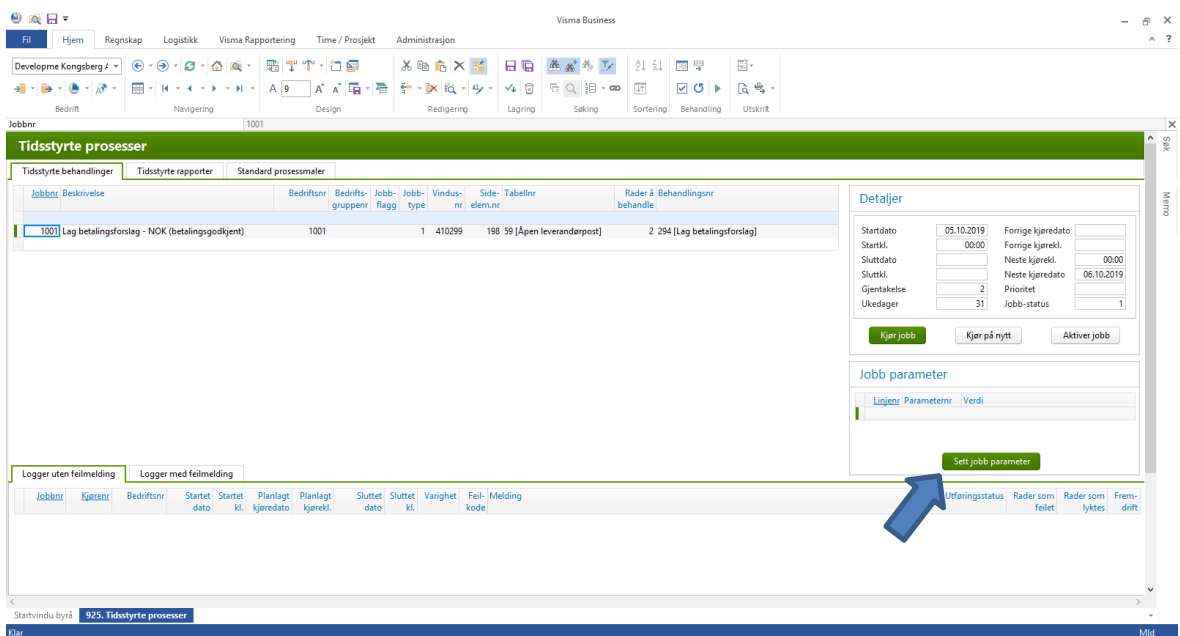 Visma Business
Fil Hjem Regnskap Logistikk Visma Rapportering Time / Prosjekt Administrasjon
Developme Kongsberg A
A 9
Bedrift Navigering Design Redigering Lagring Søking Sortering Behandling Utskrift
Jobbnr 1001
Tidsstyrte prosesser
Søk
Memo
Tidsstyrte behandlinger Tidsstyrte rapporter Standard prosessmaler
Jobbnr Beskrivelse Bedriftsnr Bedrifts- Jobb- Jobb- Vindus- Side- Tabellnr Rader å Behandlingsnr
gruppenr flagg type nr elem.nr behandle
1001 Lag betalingsforslag - NOK (betalingsgodkjent) 1001 1 410299 198 59 [Åpen leverandørpost] 2 294 [Lag betalingsforslag]
Detaljer
Startdato 05.10.2019 Forrige kjøredato
Startkl. 00:00 Forrige kjørekl.
Sluttdato Neste kjørekl. 00:00
Sluttkl. Neste kjøredato 06.10.2019
Gjentakelse 2 Prioritet
Ukedager 31 Jobb-status 1
Kjør jobb Kjør på nytt Aktiver jobb
Jobb parameter
Linjenr Parameternr Verdi
Sett jobb parameter
Logger uten feilmelding Logger med feilmelding
Jobbnr Kjørenr Bedriftsnr Startet Startet Planlagt Planlagt Sluttet Sluttet Varighet Feil- Melding Utføringsstatus Rader som Rader som Frem-
dato kl. kjøredato kjørekl. dato kl. kode feilet lyktes drift
Startvindu byrå 925. Tidsstyrte prosesser
Klar Mld